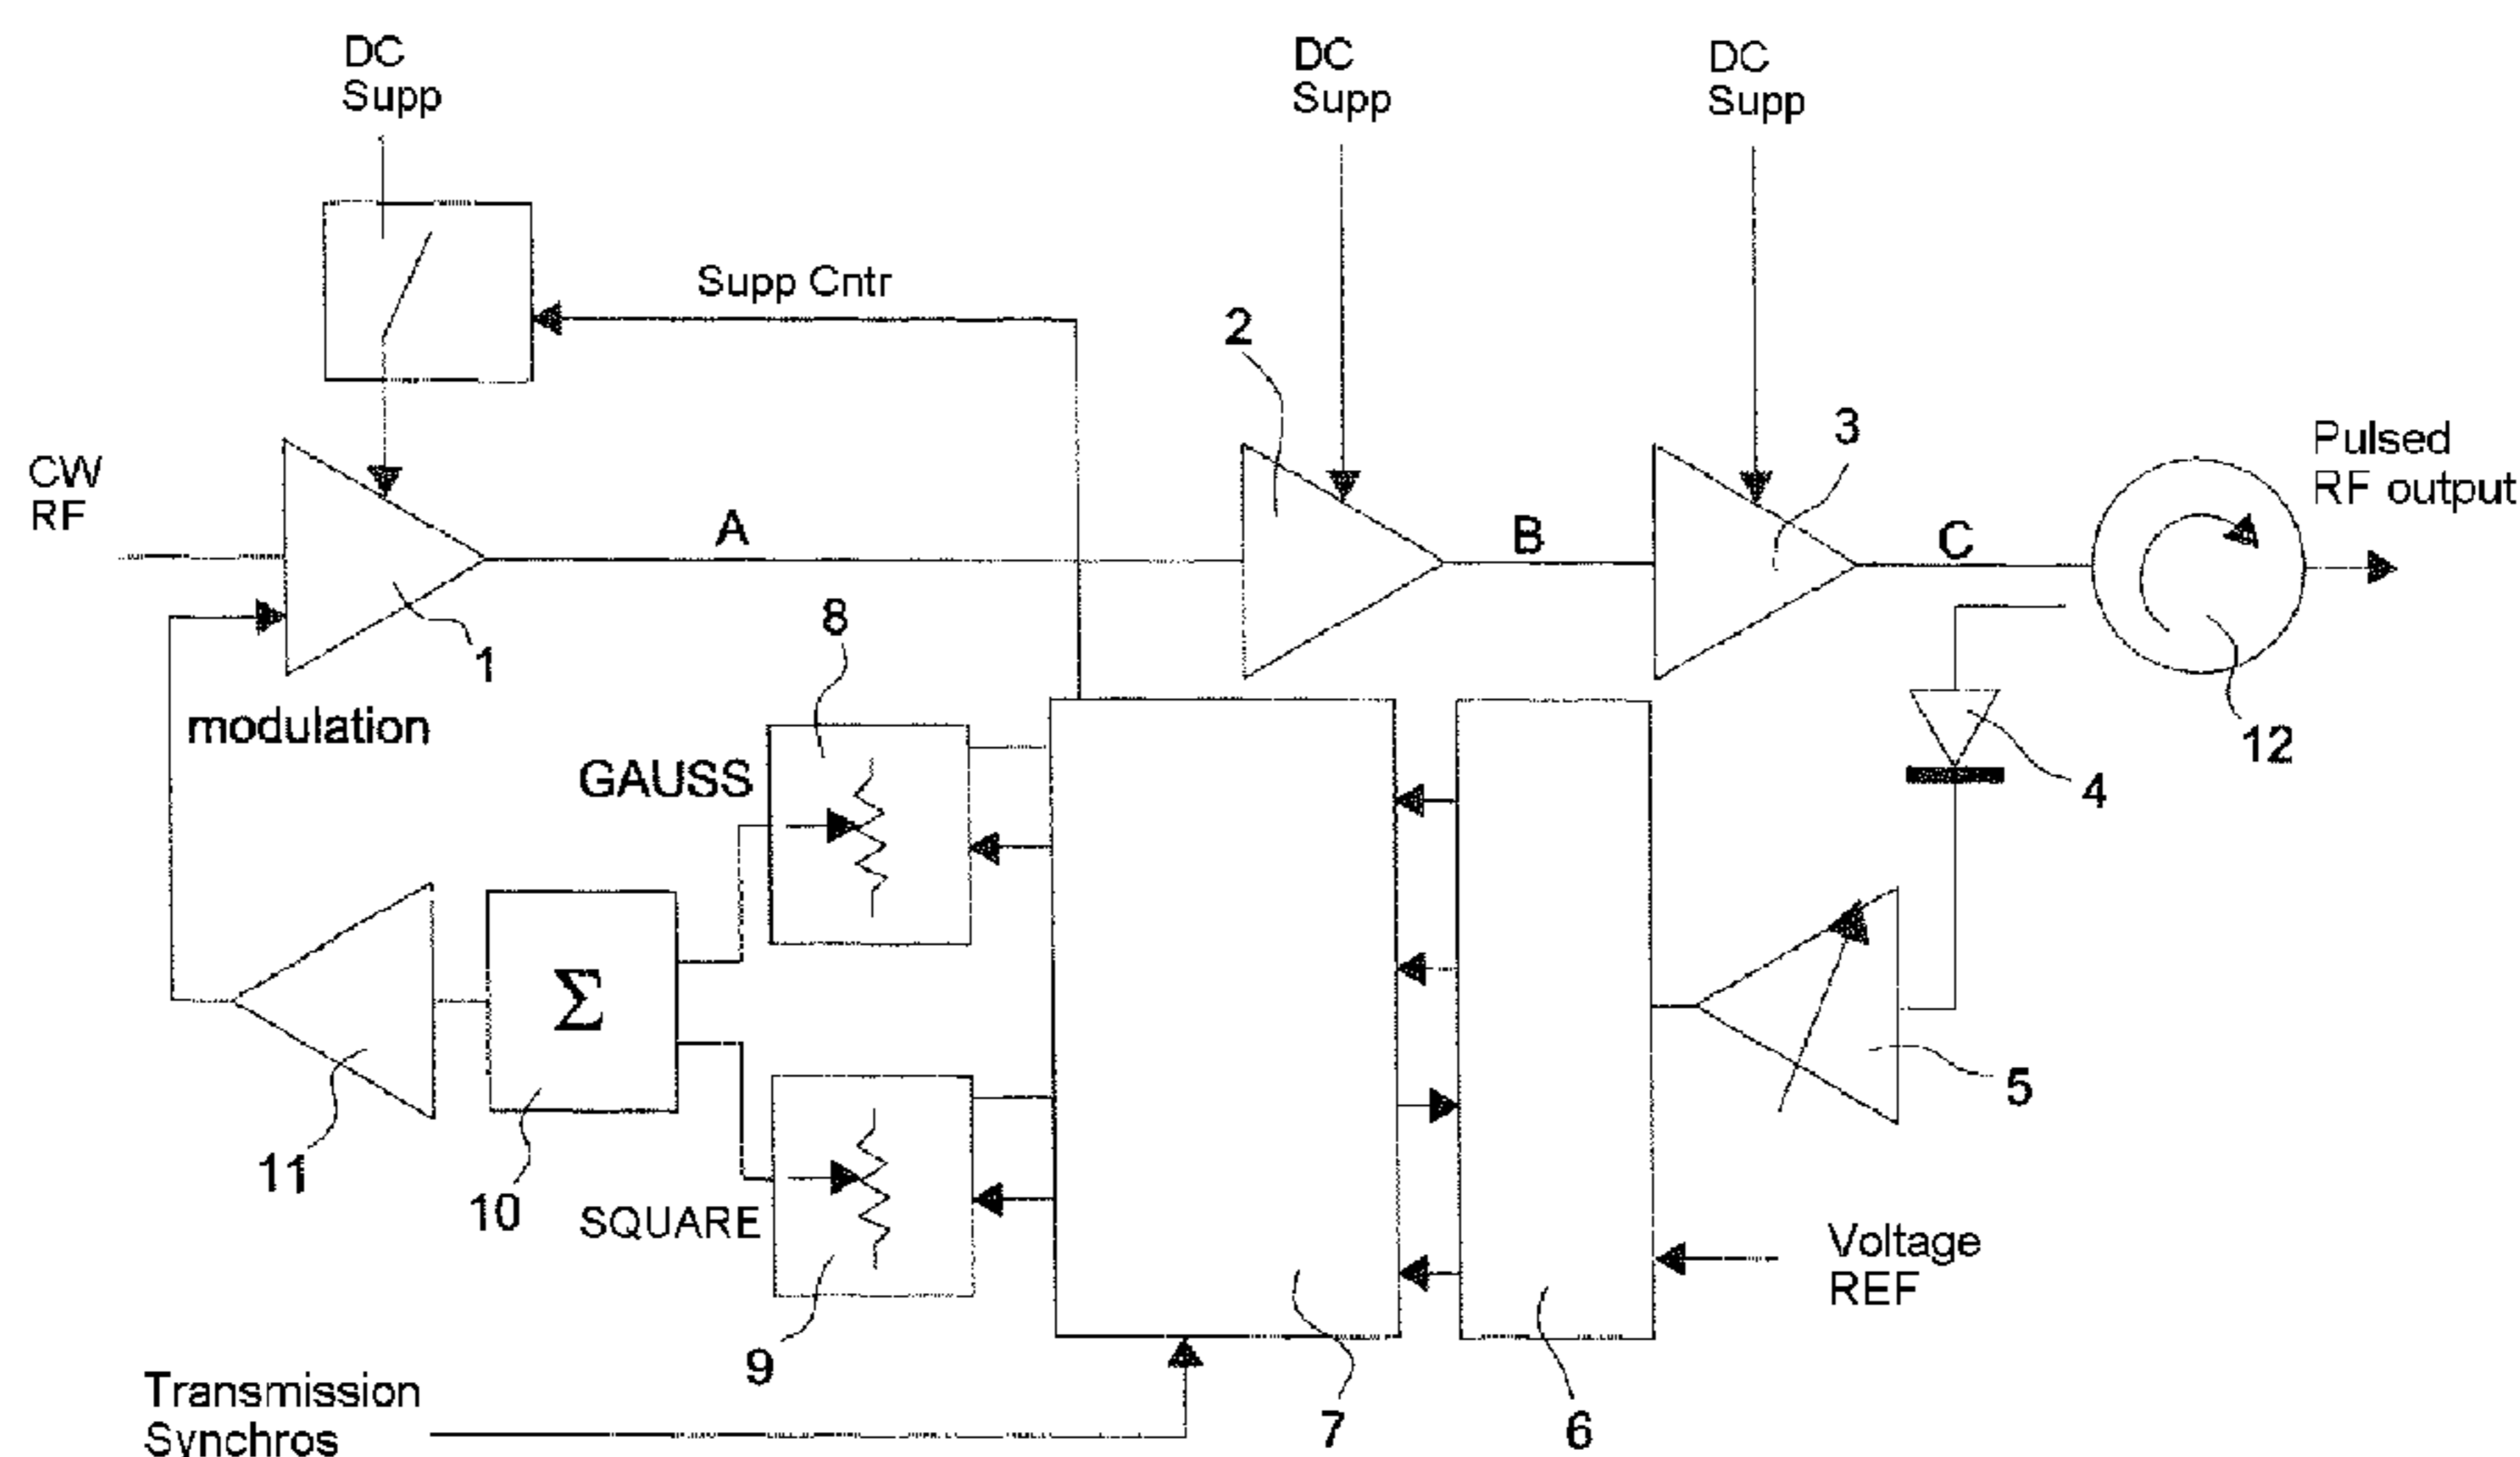 DC
Supp
DC
Supp
DC
Supp
Supp Cntr
2
3
CW
RF
Pulsed
RF output
A
B
C
8
1
modulation
GAUSS
12
4
Σ
5
11
10
SQUARE
Voltage
REF
9
7
6
Transmission
Synchros